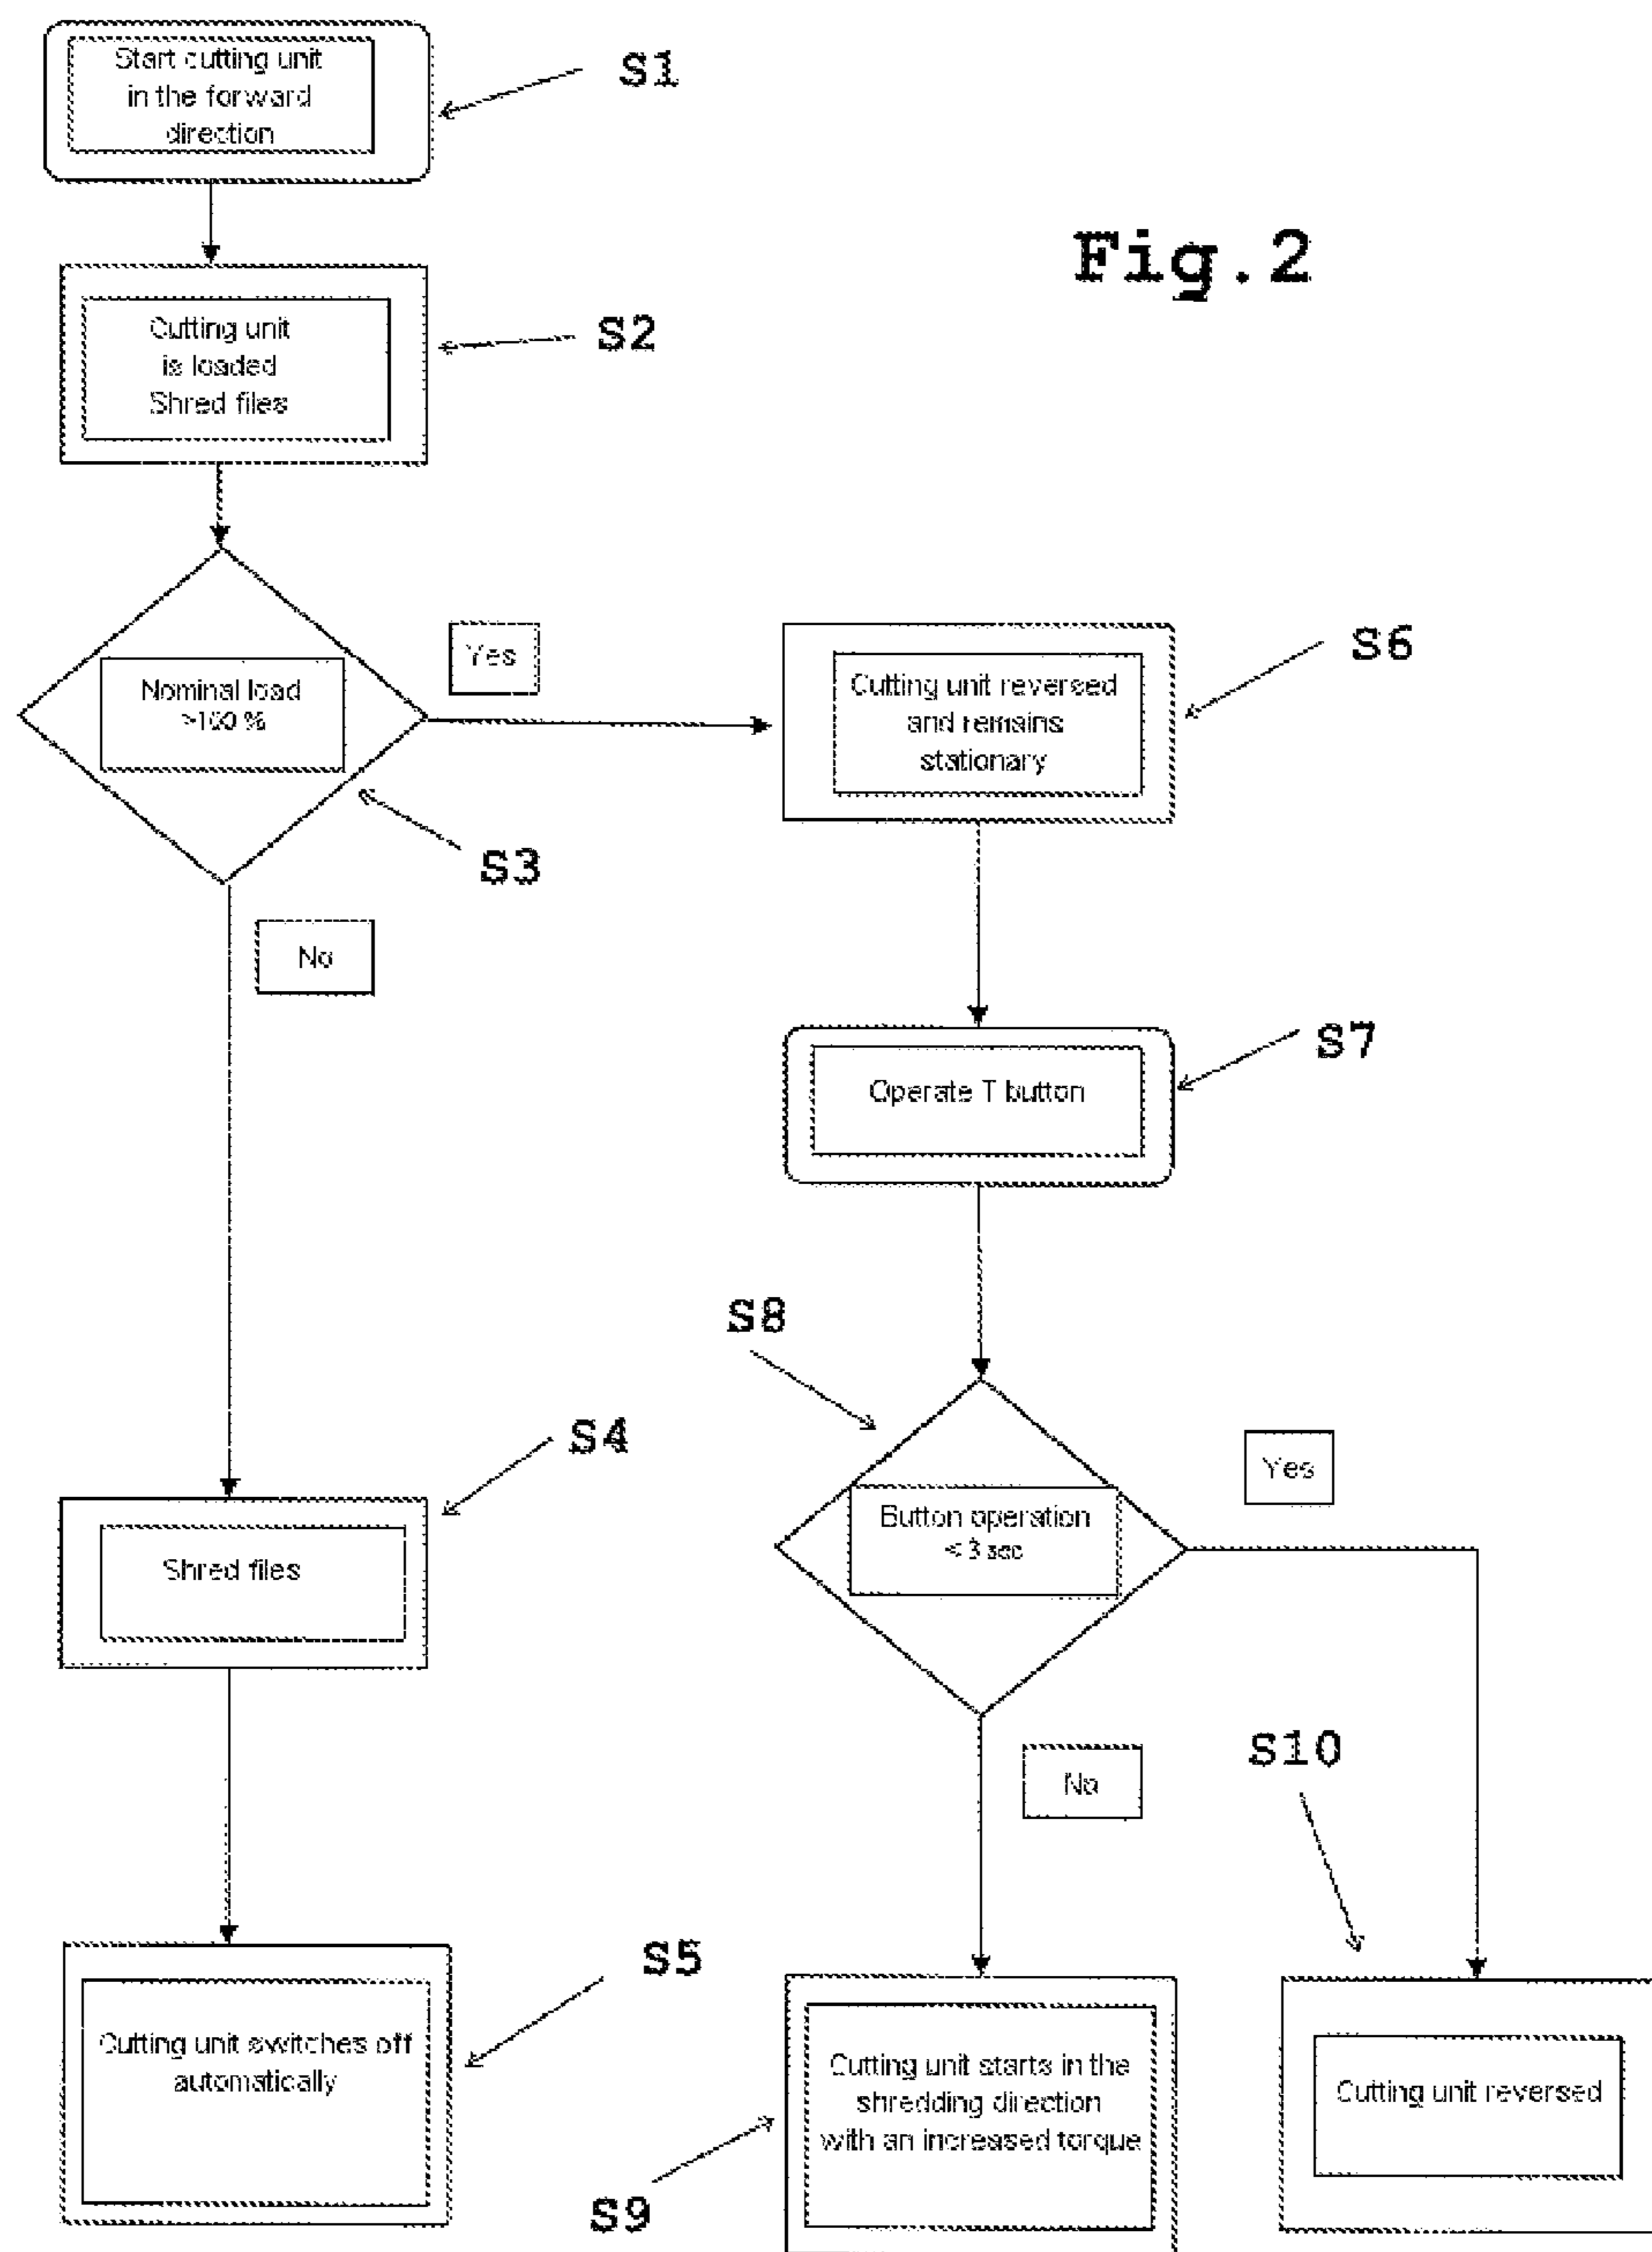 Start cutting unit
in the forward
direction
S1
Fig.2
Cutting unit
is loaded
Shred files
S2
Nominal load
>100 %
Yes
S3
No
Cutting unit reversed
and remains
stationary
S6
Operate T button
S7
S8
Button operation
< 3 sec
Yes
No
S4
Shred files
S10
Cutting unit switches off
automatically
S5
Cutting unit starts in the
shredding direction
with an increased torque
S9
Cutting unit reversed